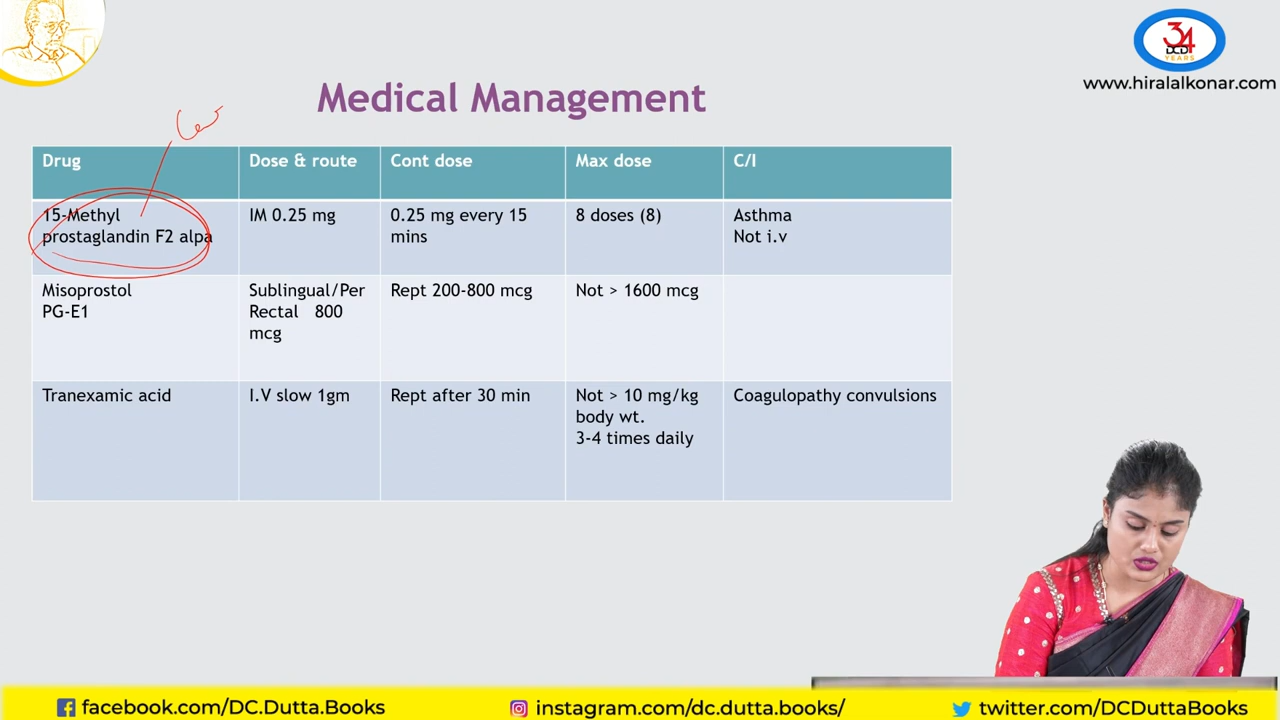 34
DCD
YEARS
www.hiralalkonar.com
Medical Management
Drug
Dose & route
Cont dose
Max dose
C/I
15-Methyl
prostaglandin F2 alpa
IM 0.25 mg
0.25 mg every 15
mins
8 doses (8)
Asthma
Not i.v
Misoprostol
PG-E1
Sublingual/Per
Rectal 800
mcg
Rept 200-800 mcg
Not > 1600 mcg
Tranexamic acid
I.V slow 1gm
Rept after 30 min
Not > 10 mg/kg
body wt.
3-4 times daily
Coagulopathy convulsions
facebook.com/DC.Dutta.Books
instagram.com/dc.dutta.books/
twitter.com/DCDuttaBooks